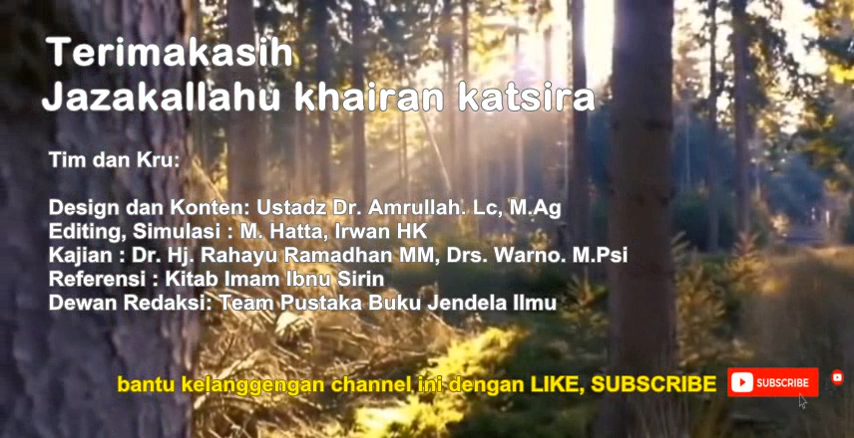 Terimakasih
Jazakallahu khairan katsira
Tim dan Kru:
Design dan Konten: Ustadz Dr. Amrullah. Lc, M.Ag
Editing, Simulasi : M. Hatta, Irwan HK
Kajian : Dr. Hj. Rahayu Ramadhan MM, Drs. Warno. M.Psi
Referensi : Kitab Imam Ibnu Sirin
Dewan Redaksi: Team Pustaka Buku Jendela Ilmu
bantu kelanggengan channel ini dengan LIKE, SUBSCRIBE
SUBSCRIBE